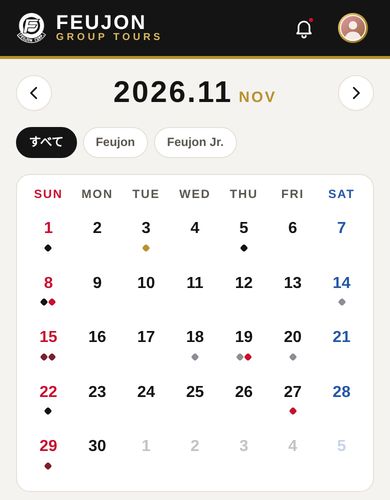 FEUJON
GROUP TOURS
2026.11 NOV
すべて Feujon Feujon Jr.
SUN MON TUE WED THU FRI SAT
1 2 3 4 5 6 7
8 9 10 11 12 13 14
15 16 17 18 19 20 21
22 23 24 25 26 27 28
29 30 1 2 3 4 5